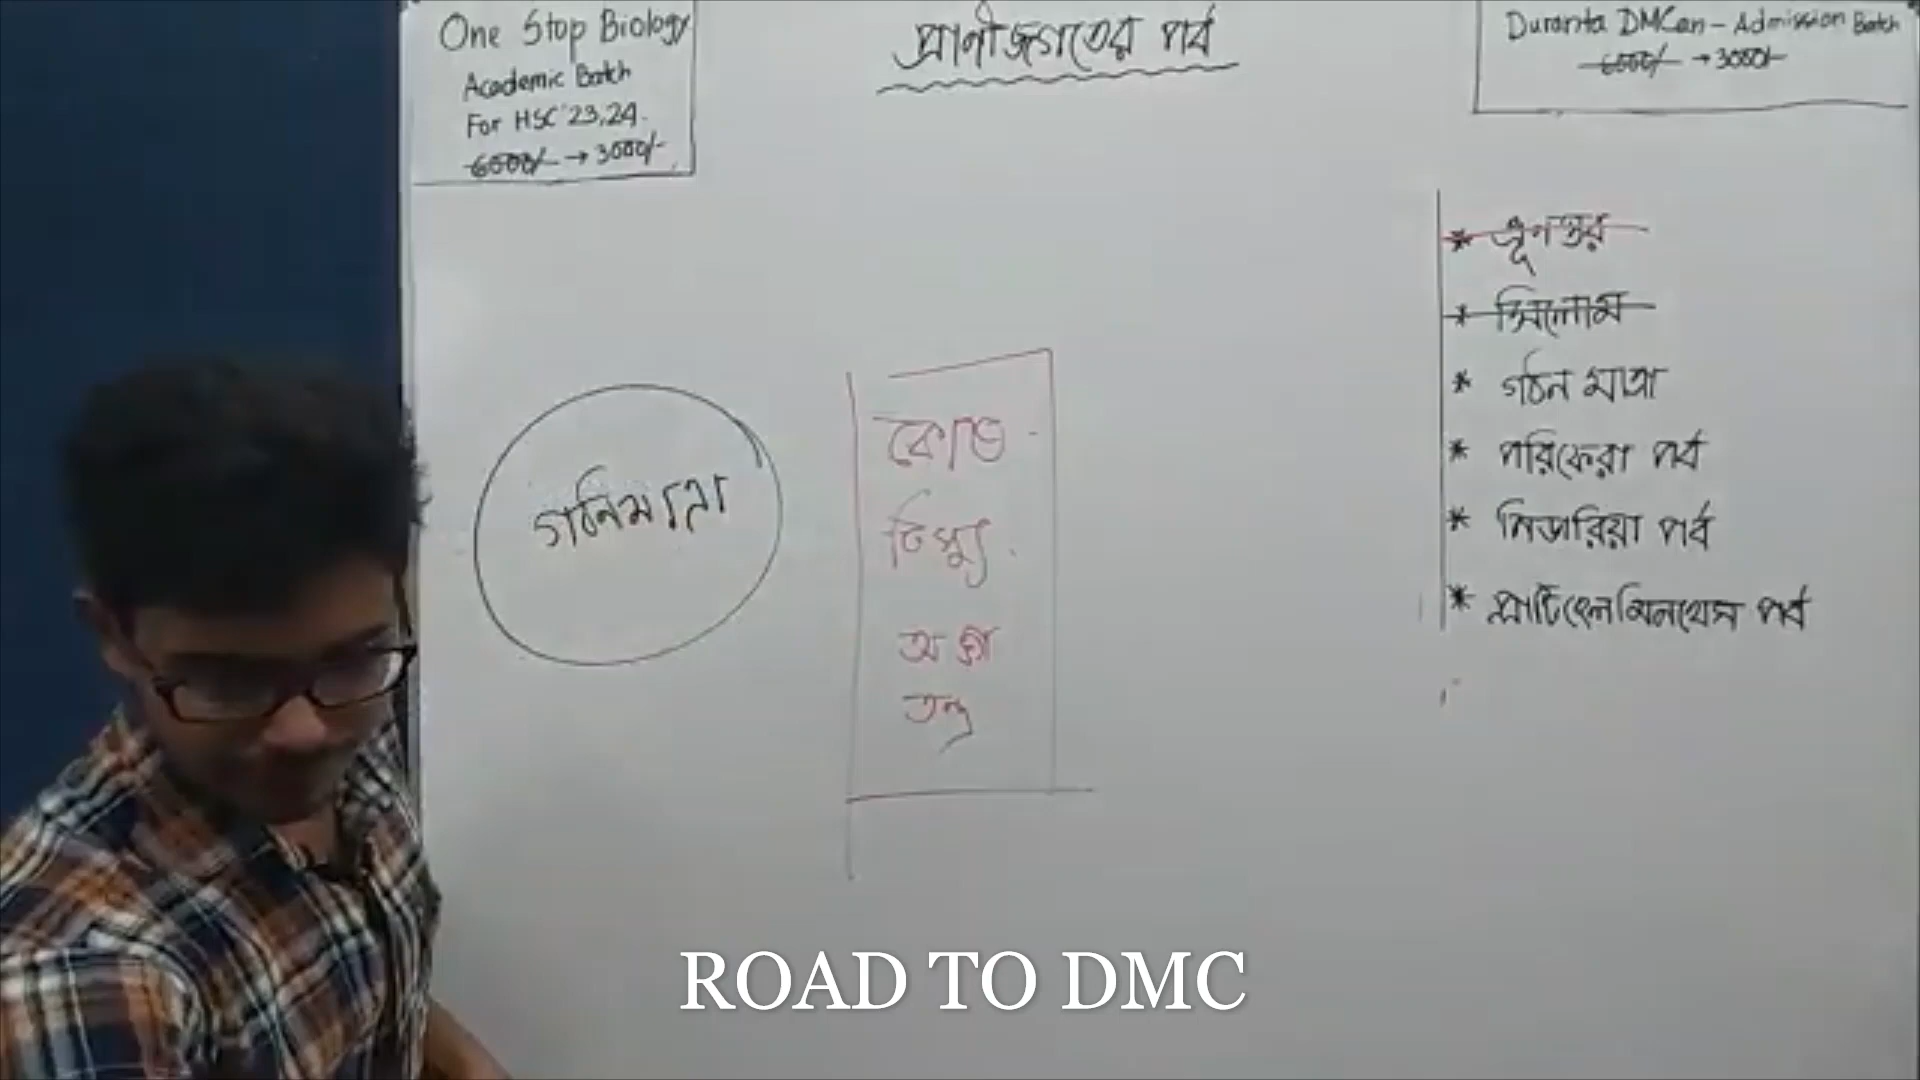 One Stop Biology
Academic Batch
For HSC'23,24.
6000/- → 3000/-
প্রাণীজগতের পর্ব
Duranta DMCan - Admission Batch
6000/- → 3000/-
গঠনমাত্রা
কোষ
টিস্যু
অঙ্গ
তন্ত্র
* ভ্রূণস্তর
* সিলোম
* গঠন মাত্রা
* পরিফেরা পর্ব
* নিডারিয়া পর্ব
* প্লাটিহেলমিনথেস পর্ব
ROAD TO DMC